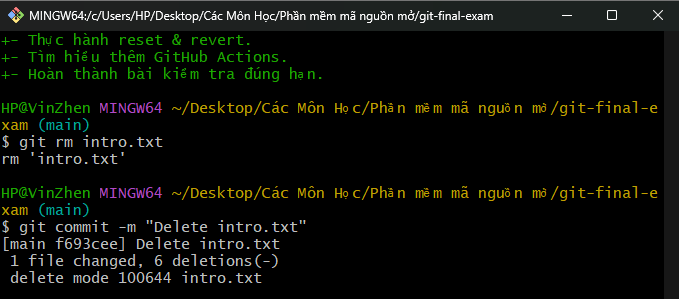 MINGW64:/c/Users/HP/Desktop/Các Môn Học/Phần mềm mã nguồn mở/git-final-exam
+- Thực hành reset & revert.
+- Tìm hiểu thêm GitHub Actions.
+- Hoàn thành bài kiểm tra đúng hạn.
HP@VinZhen MINGW64 ~/Desktop/Các Môn Học/Phần mềm mã nguồn mở/git-final-e
xam (main)
$ git rm intro.txt
rm 'intro.txt'
HP@VinZhen MINGW64 ~/Desktop/Các Môn Học/Phần mềm mã nguồn mở/git-final-e
xam (main)
$ git commit -m "Delete intro.txt"
[main f693cee] Delete intro.txt
 1 file changed, 6 deletions(-)
 delete mode 100644 intro.txt